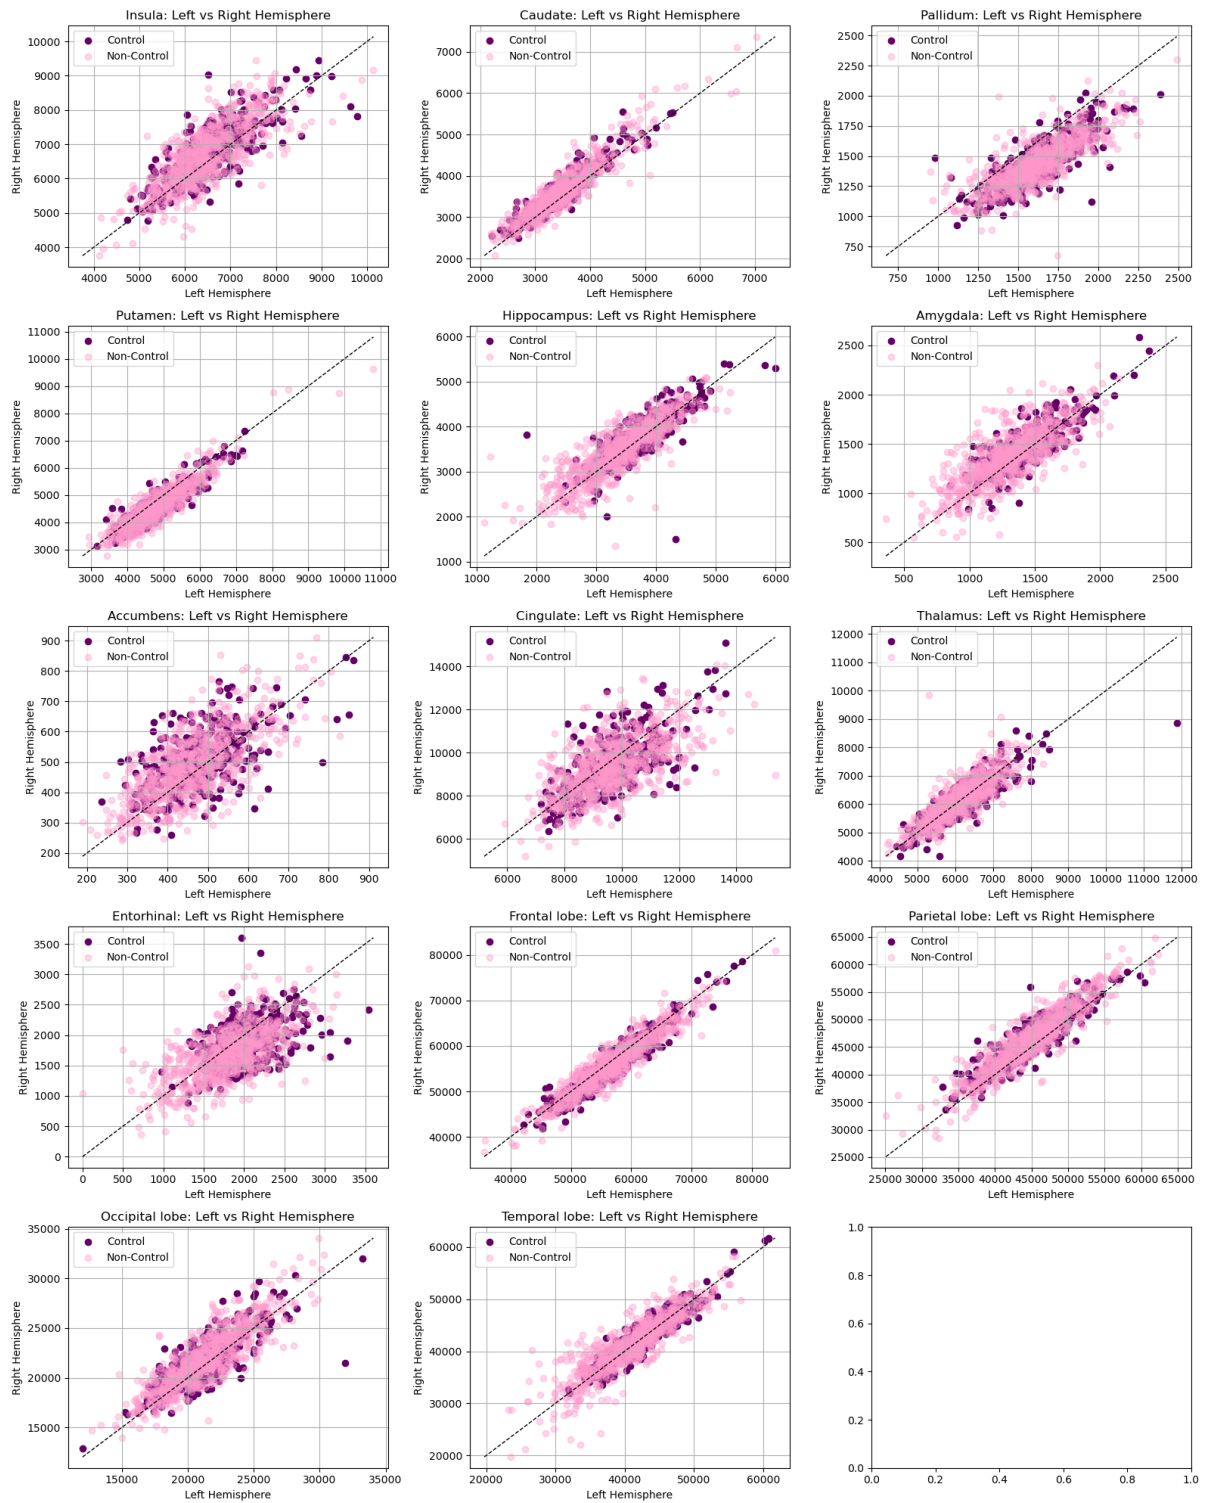 Insula: Left vs Right Hemisphere
Control
Non-Control
Right Hemisphere
10000
9000
8000
7000
6000
5000
4000
4000 5000 6000 7000 8000 9000 10000
Left Hemisphere
Caudate: Left vs Right Hemisphere
Control
Non-Control
Right Hemisphere
7000
6000
5000
4000
3000
2000
2000 3000 4000 5000 6000 7000
Left Hemisphere
Pallidum: Left vs Right Hemisphere
Control
Non-Control
Right Hemisphere
2500
2250
2000
1750
1500
1250
1000
750
750 1000 1250 1500 1750 2000 2250 2500
Left Hemisphere
Putamen: Left vs Right Hemisphere
Control
Non-Control
Right Hemisphere
11000
10000
9000
8000
7000
6000
5000
4000
3000
3000 4000 5000 6000 7000 8000 9000 10000 11000
Left Hemisphere
Hippocampus: Left vs Right Hemisphere
Control
Non-Control
Right Hemisphere
6000
5000
4000
3000
2000
1000
1000 2000 3000 4000 5000 6000
Left Hemisphere
Amygdala: Left vs Right Hemisphere
Control
Non-Control
Right Hemisphere
2500
2000
1500
1000
500
500 1000 1500 2000 2500
Left Hemisphere
Accumbens: Left vs Right Hemisphere
Control
Non-Control
Right Hemisphere
900
800
700
600
500
400
300
200
200 300 400 500 600 700 800 900
Left Hemisphere
Cingulate: Left vs Right Hemisphere
Control
Non-Control
Right Hemisphere
14000
12000
10000
8000
6000
6000 8000 10000 12000 14000
Left Hemisphere
Thalamus: Left vs Right Hemisphere
Control
Non-Control
Right Hemisphere
12000
11000
10000
9000
8000
7000
6000
5000
4000
4000 5000 6000 7000 8000 9000 10000 11000 12000
Left Hemisphere
Entorhinal: Left vs Right Hemisphere
Control
Non-Control
Right Hemisphere
3500
3000
2500
2000
1500
1000
500
0
0 500 1000 1500 2000 2500 3000 3500
Left Hemisphere
Frontal lobe: Left vs Right Hemisphere
Control
Non-Control
Right Hemisphere
80000
70000
60000
50000
40000
40000 50000 60000 70000 80000
Left Hemisphere
Parietal lobe: Left vs Right Hemisphere
Control
Non-Control
Right Hemisphere
65000
60000
55000
50000
45000
40000
35000
30000
25000
25000 30000 35000 40000 45000 50000 55000 60000 65000
Left Hemisphere
Occipital lobe: Left vs Right Hemisphere
Control
Non-Control
Right Hemisphere
35000
30000
25000
20000
15000
15000 20000 25000 30000 35000
Left Hemisphere
Temporal lobe: Left vs Right Hemisphere
Control
Non-Control
Right Hemisphere
60000
50000
40000
30000
20000
20000 30000 40000 50000 60000
Left Hemisphere
1.0
0.8
0.6
0.4
0.2
0.0
0.0 0.2 0.4 0.6 0.8 1.0